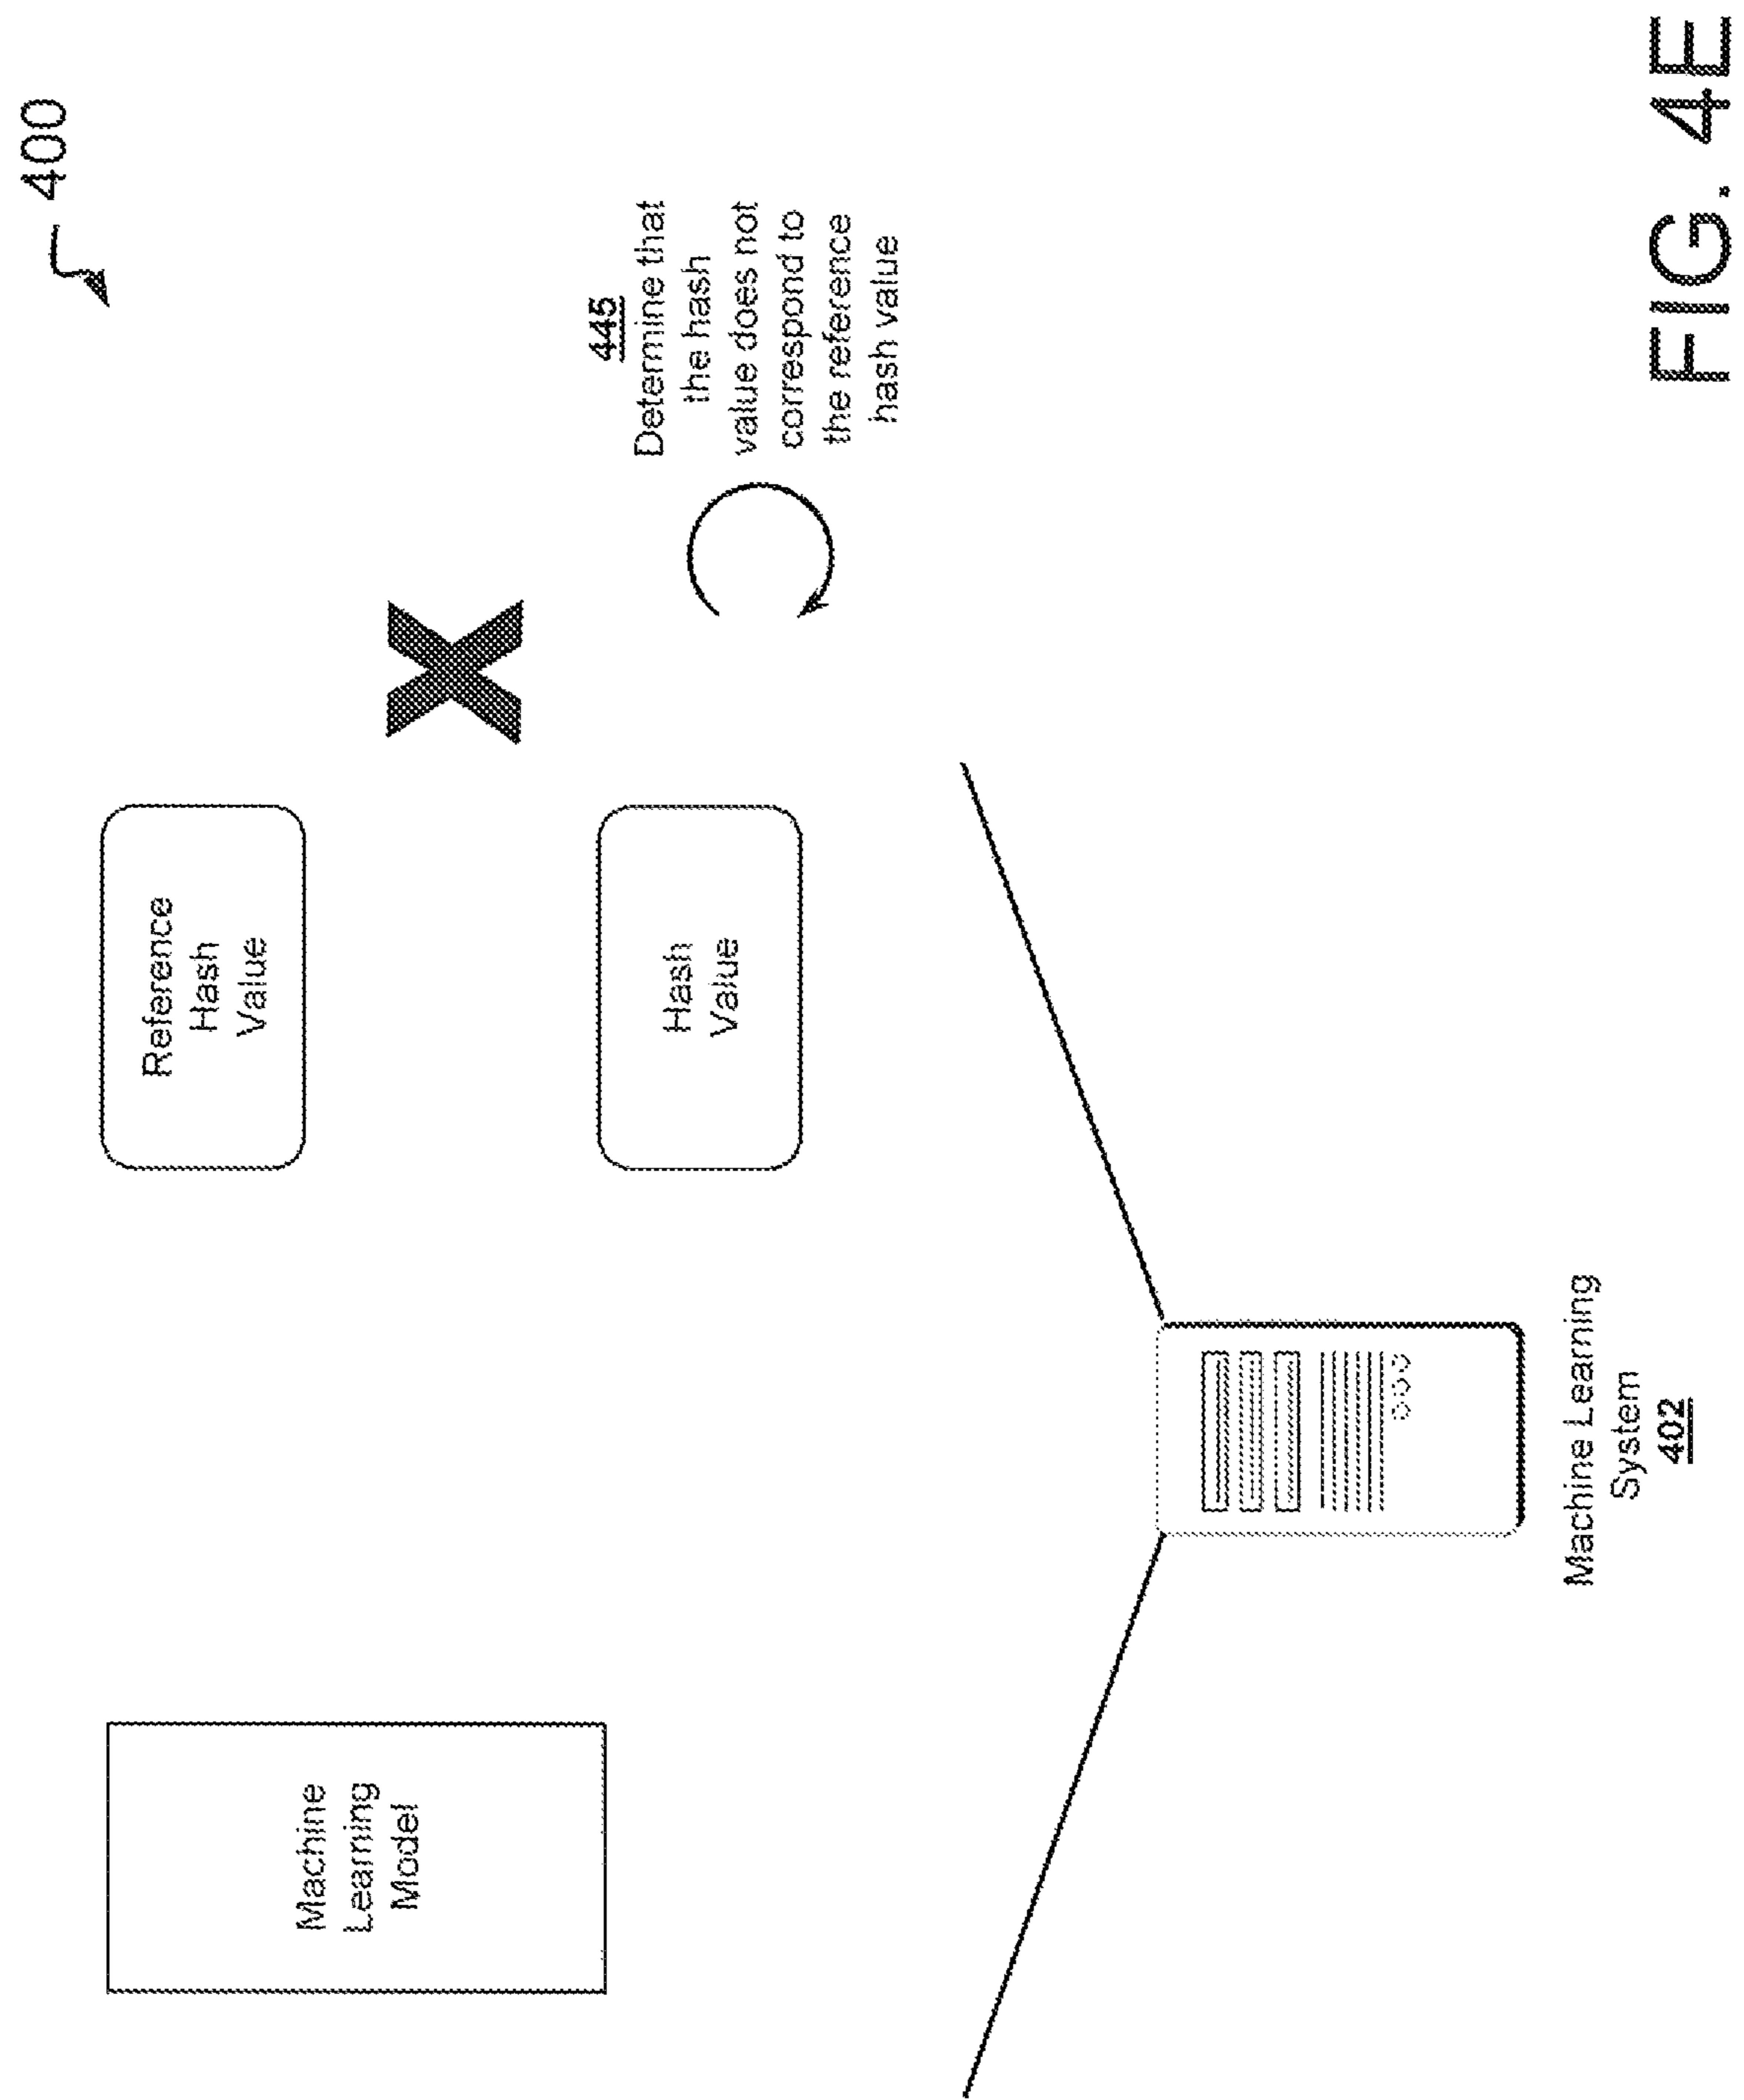 400
Machine
Learning
Model
Reference
Hash
Value
Hash
Value
445
Determine that
the hash
value does not
correspond to
the reference
hash value
Machine Learning
System
402
FIG. 4E